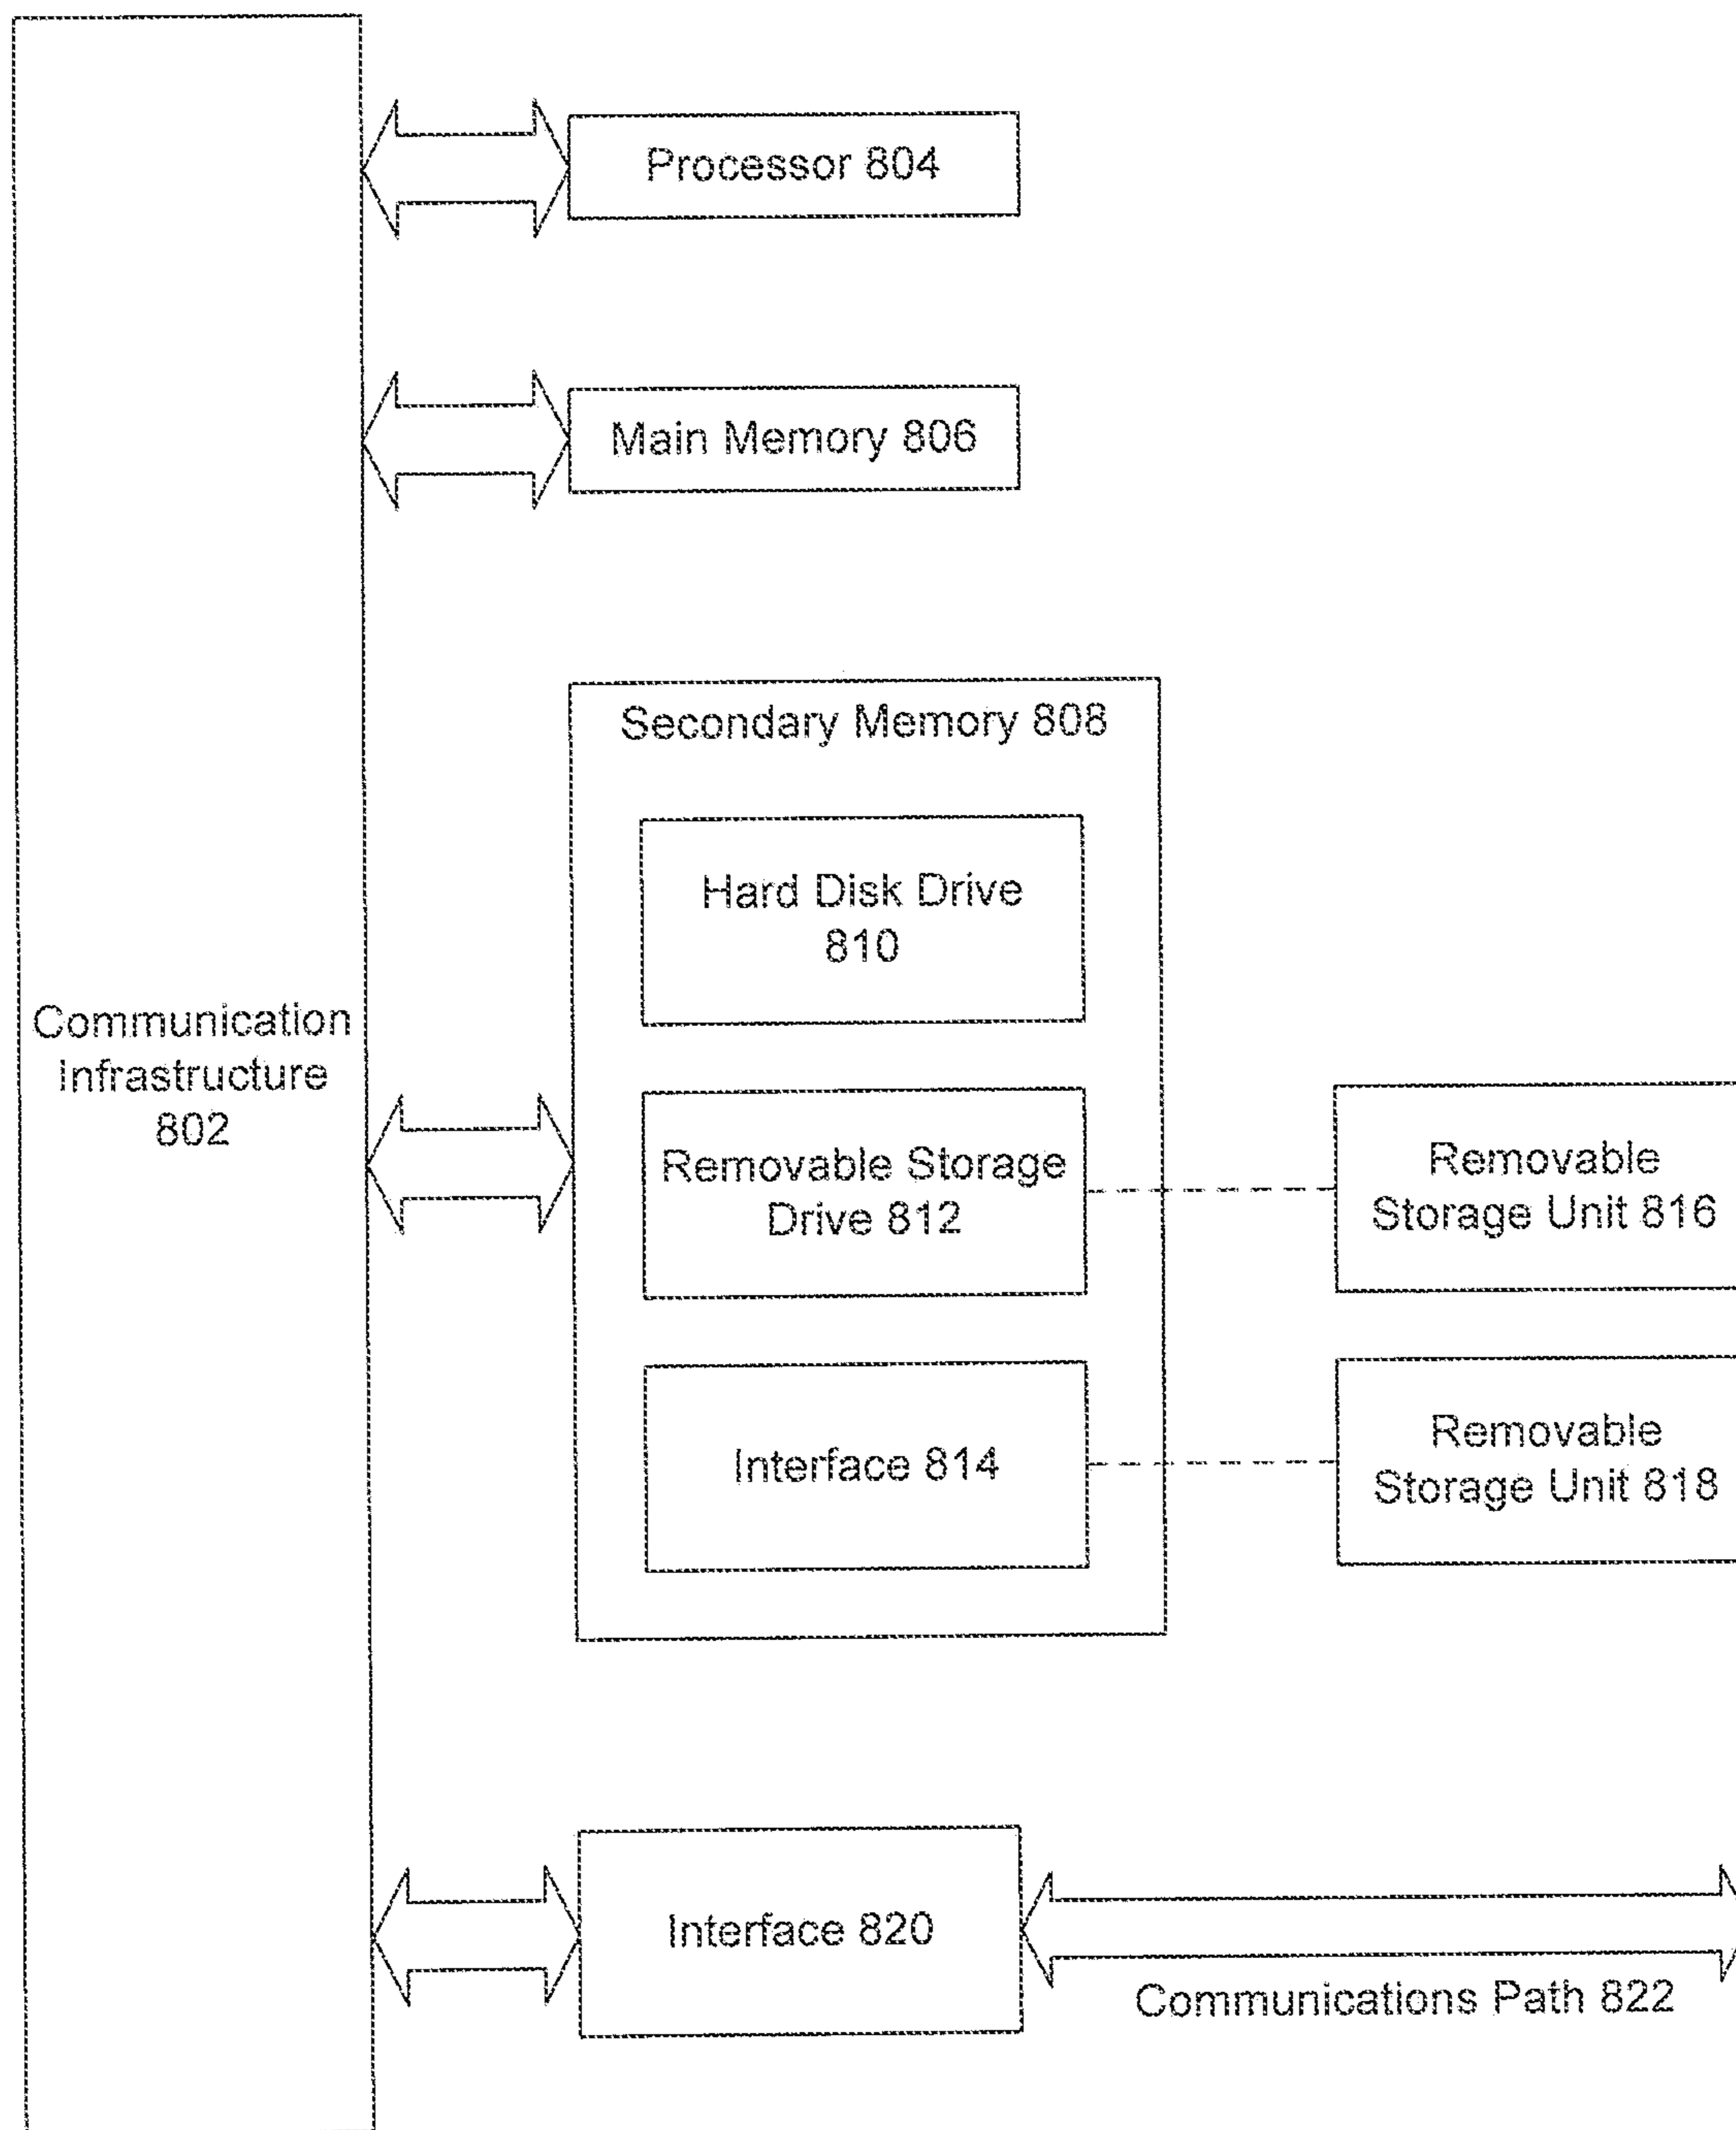 Processor 804
Main Memory 806
Secondary Memory 808
Hard Disk Drive
810
Communication
Infrastructure
802
Removable Storage
Drive 812
Removable
Storage Unit 816
Interface 814
Removable
Storage Unit 818
Interface 820
Communications Path 822